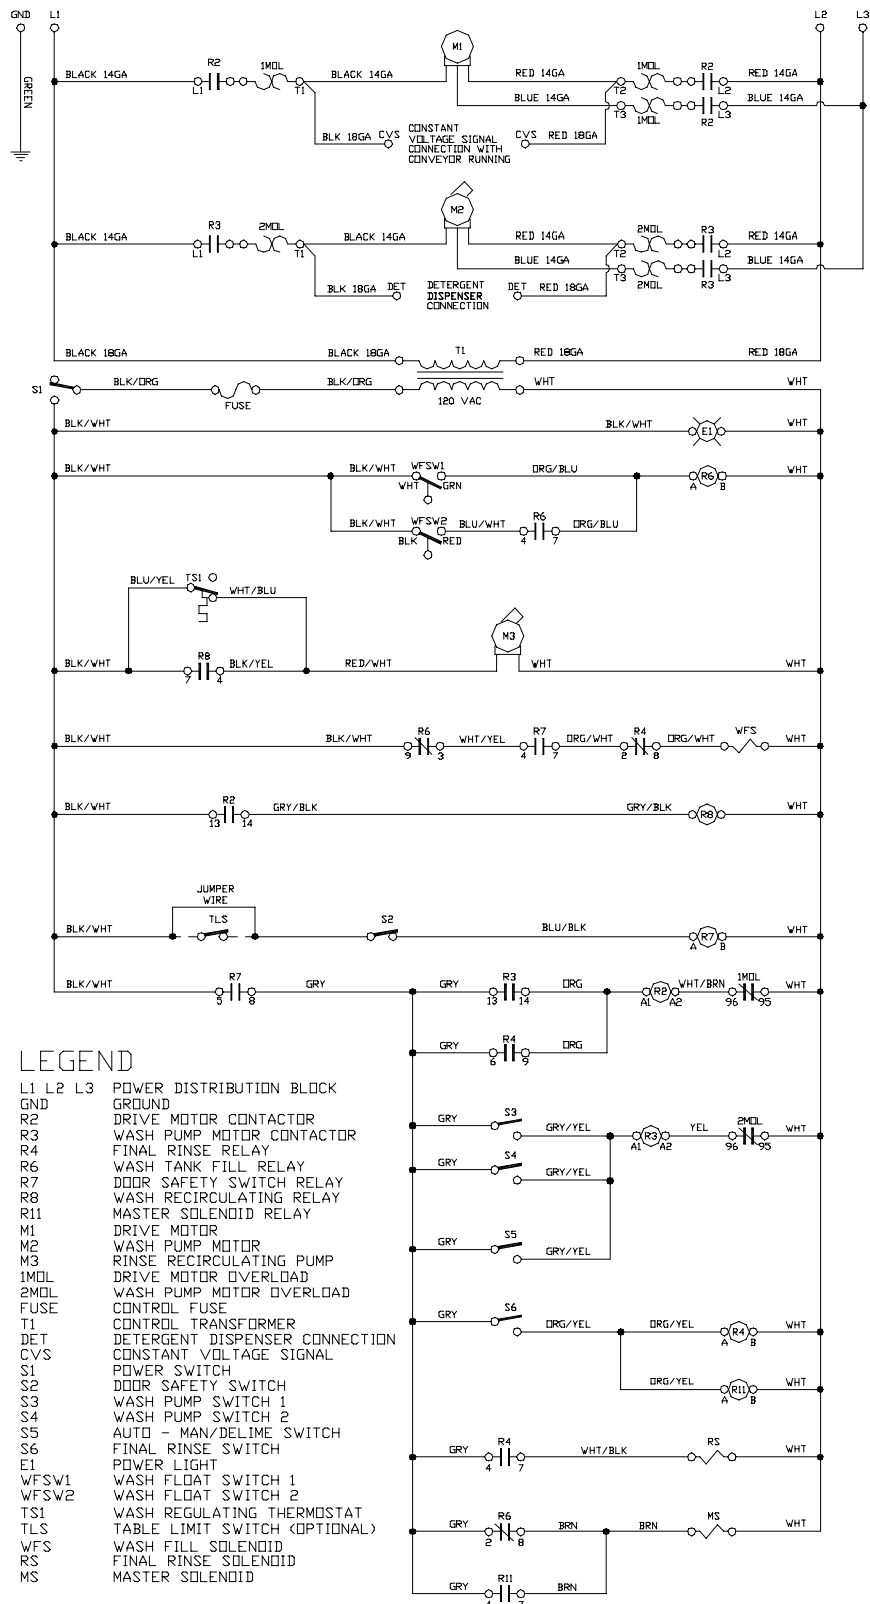 GND L1 L2 L3
GREEN
R2 1MOL M1 1MOL R2
BLACK 14GA BLACK 14GA RED 14GA RED 14GA
L1 T1 T2 L2
BLUE 14GA BLUE 14GA
T3 1MOL R2 L3
BLK 18GA CVS CONSTANT CVS RED 18GA
VOLTAGE SIGNAL
CONNECTION WITH
CONVEYOR RUNNING
R3 2MOL M2 2MOL R3
BLACK 14GA BLACK 14GA RED 14GA RED 14GA
L1 T1 T2 L2
BLUE 14GA BLUE 14GA
T3 2MOL R3 L3
BLK 18GA DET DETERGENT DET RED 18GA
DISPENSER
CONNECTION
BLACK 18GA BLACK 18GA T1 RED 18GA RED 18GA
S1 BLK/ORG BLK/ORG WHT WHT
FUSE 120 VAC
BLK/WHT BLK/WHT E1 WHT
BLK/WHT BLK/WHT WFSW1 ORG/BLU R6 WHT
WHT GRN A B
BLK/WHT WFSW2 BLU/WHT R6 ORG/BLU
BLK RED 4 7
BLU/YEL TS1 WHT/BLU
M3
BLK/WHT R8 BLK/YEL RED/WHT WHT WHT
7 4
BLK/WHT BLK/WHT R6 WHT/YEL R7 ORG/WHT R4 ORG/WHT WFS WHT
9 3 4 7 2 8
BLK/WHT R2 GRY/BLK GRY/BLK R8 WHT
13 14
JUMPER
WIRE
BLK/WHT TLS S2 BLU/BLK R7 WHT
A B
BLK/WHT R7 GRY GRY R3 ORG R2 WHT/BRN 1MOL WHT
5 8 13 14 A1 A2 96 95
GRY R4 ORG
6 9
GRY S3 GRY/YEL R3 YEL 2MOL WHT
A1 A2 96 95
GRY S4 GRY/YEL
GRY S5 GRY/YEL
GRY S6 ORG/YEL ORG/YEL R4 WHT
A B
ORG/YEL R11 WHT
A B
GRY R4 WHT/BLK RS WHT
4 7
GRY R6 BRN BRN MS WHT
2 8
GRY R11 BRN
LEGEND
L1 L2 L3 POWER DISTRIBUTION BLOCK
GND GROUND
R2 DRIVE MOTOR CONTACTOR
R3 WASH PUMP MOTOR CONTACTOR
R4 FINAL RINSE RELAY
R6 WASH TANK FILL RELAY
R7 DOOR SAFETY SWITCH RELAY
R8 WASH RECIRCULATING RELAY
R11 MASTER SOLENOID RELAY
M1 DRIVE MOTOR
M2 WASH PUMP MOTOR
M3 RINSE RECIRCULATING PUMP
1MOL DRIVE MOTOR OVERLOAD
2MOL WASH PUMP MOTOR OVERLOAD
FUSE CONTROL FUSE
T1 CONTROL TRANSFORMER
DET DETERGENT DISPENSER CONNECTION
CVS CONSTANT VOLTAGE SIGNAL
S1 POWER SWITCH
S2 DOOR SAFETY SWITCH
S3 WASH PUMP SWITCH 1
S4 WASH PUMP SWITCH 2
S5 AUTO - MAN/DELIME SWITCH
S6 FINAL RINSE SWITCH
E1 POWER LIGHT
WFSW1 WASH FLOAT SWITCH 1
WFSW2 WASH FLOAT SWITCH 2
TS1 WASH REGULATING THERMOSTAT
TLS TABLE LIMIT SWITCH (OPTIONAL)
WFS WASH FILL SOLENOID
RS FINAL RINSE SOLENOID
MS MASTER SOLENOID